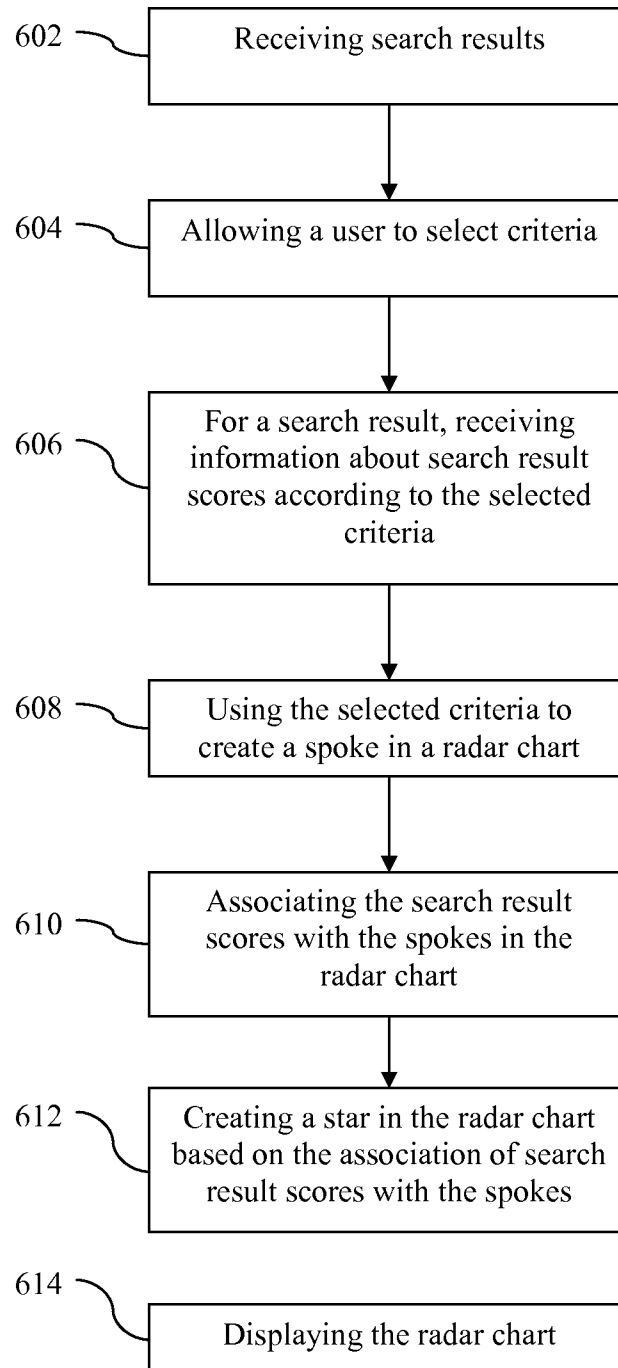 602
Receiving search results
604
Allowing a user to select criteria
606
For a search result, receiving
information about search result
scores according to the selected
criteria
608
Using the selected criteria to
create a spoke in a radar chart
610
Associating the search result
scores with the spokes in the
radar chart
612
Creating a star in the radar chart
based on the association of search
result scores with the spokes
614
Displaying the radar chart